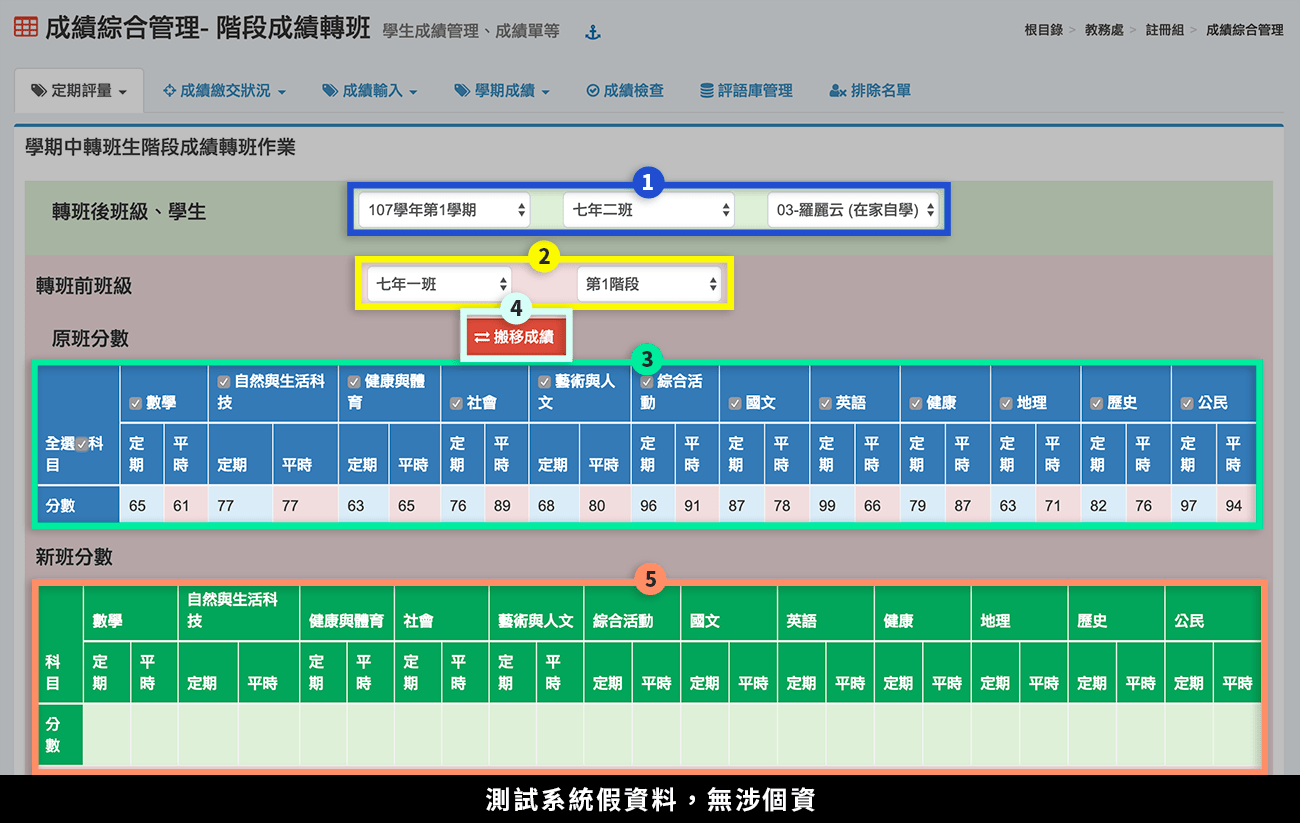 成績綜合管理- 階段成績轉班 學生成績管理、成績單等
根目錄 > 教務處 > 註冊組 > 成績綜合管理
定期評量 成績繳交狀況 成績輸入 學期成績 成績檢查 評語庫管理 排除名單
學期中轉班生階段成績轉班作業
1
轉班後班級、學生 107學年第1學期 七年二班 03-羅麗云 (在家自學)
2
轉班前班級 七年一班 第1階段
4
原班分數 搬移成績
3
全選科目 數學 自然與生活科技 健康與體育 社會 藝術與人文 綜合活動 國文 英語 健康 地理 歷史 公民
定期 平時 定期 平時 定期 平時 定期 平時 定期 平時 定期 平時 定期 平時 定期 平時 定期 平時 定期 平時 定期 平時 定期 平時
分數 65 61 77 77 63 65 76 89 68 80 96 91 87 78 99 66 79 87 63 71 82 76 97 94
新班分數
5
科目 數學 自然與生活科技 健康與體育 社會 藝術與人文 綜合活動 國文 英語 健康 地理 歷史 公民
定期 平時 定期 平時 定期 平時 定期 平時 定期 平時 定期 平時 定期 平時 定期 平時 定期 平時 定期 平時 定期 平時 定期 平時
分數
測試系統假資料，無涉個資